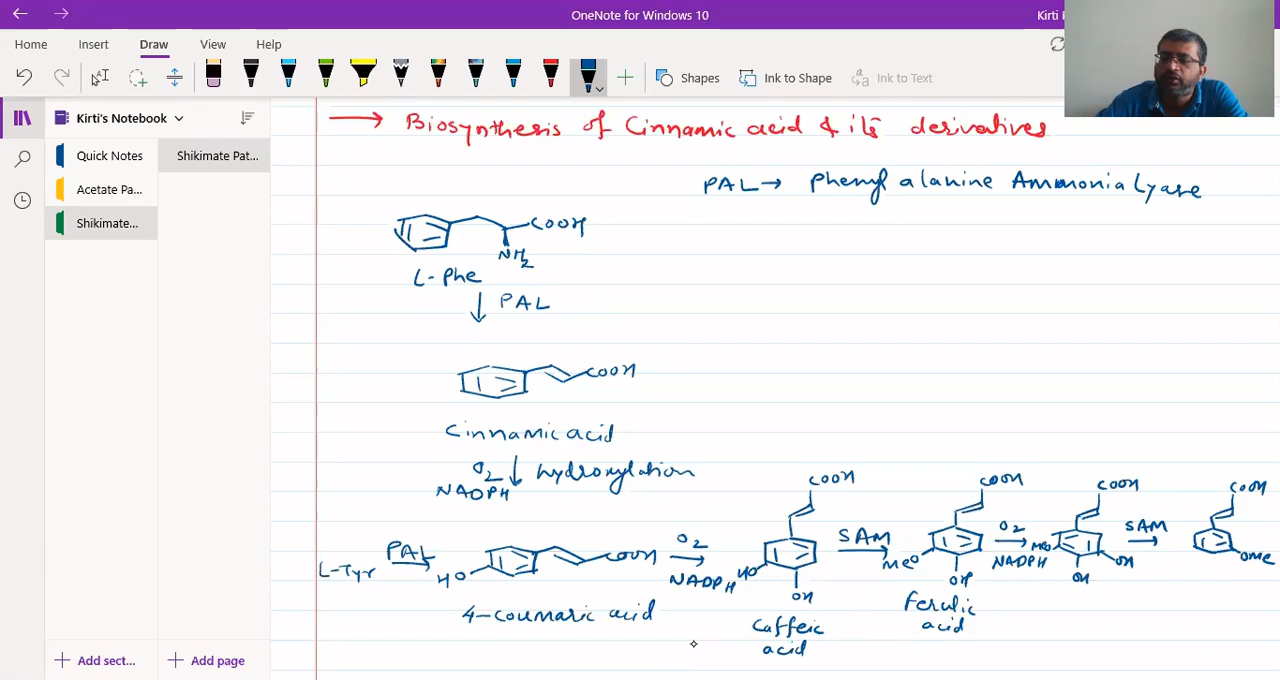 OneNote for Windows 10
Kirti
Home Insert Draw View Help
Shapes Ink to Shape Ink to Text
Kirti's Notebook
Quick Notes
Acetate Pa...
Shikimate...
Shikimate Pat...
Add sect...
Add page
→ Biosynthesis of Cinnamic acid & its derivatives
PAL → Phenyl alanine Ammonia Lyase
COOH
NH2
L-Phe
↓ PAL
COOH
Cinnamic acid
O2 ↓ hydroxylation
NADPH
L-Tyr PAL →
HO COOH
4-coumaric acid
O2 →
NADPH
COOH
HO
OH
Caffeic
acid
SAM →
COOH
MeO
OH
Ferulic
acid
O2 →
NADPH
COOH
MeO
OH
OH
SAM →
COOH
OMe